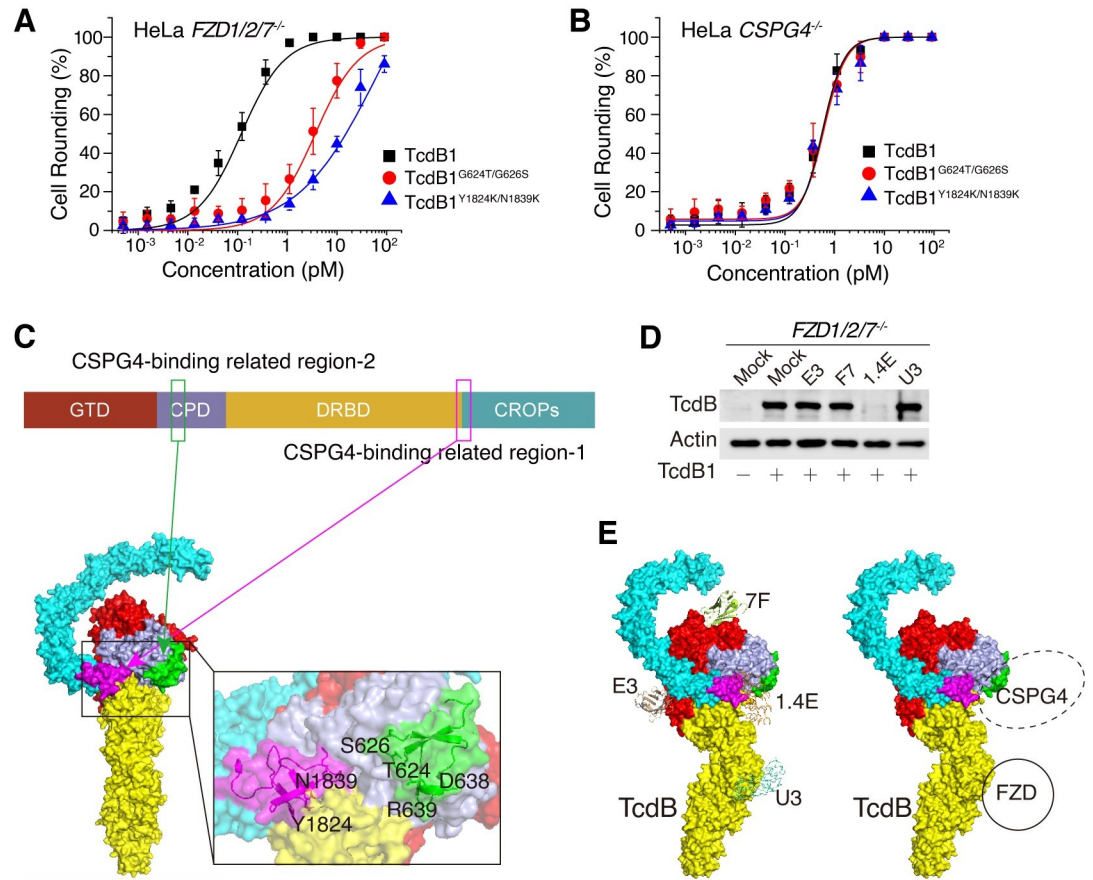 A
HeLa FZD1/2/7-/-
Cell Rounding (%)
100
80
60
40
20
0
10-3
10-2
10-1
1
10
102
Concentration (pM)
TcdB1
TcdB1G624T/G626S
TcdB1Y1824K/N1839K
B
HeLa CSPG4-/-
Cell Rounding (%)
100
80
60
40
20
0
10-3
10-2
10-1
1
10
102
Concentration (pM)
TcdB1
TcdB1G624T/G626S
TcdB1Y1824K/N1839K
C
CSPG4-binding related region-2
GTD CPD DRBD CROPs
CSPG4-binding related region-1
S626
N1839
T624
D638
Y1824
R639
D
FZD1/2/7-/-
Mock Mock E3 F7 1.4E U3
TcdB
Actin
TcdB1 – + + + + +
E
7F
E3
1.4E
U3
TcdB
CSPG4
FZD
TcdB